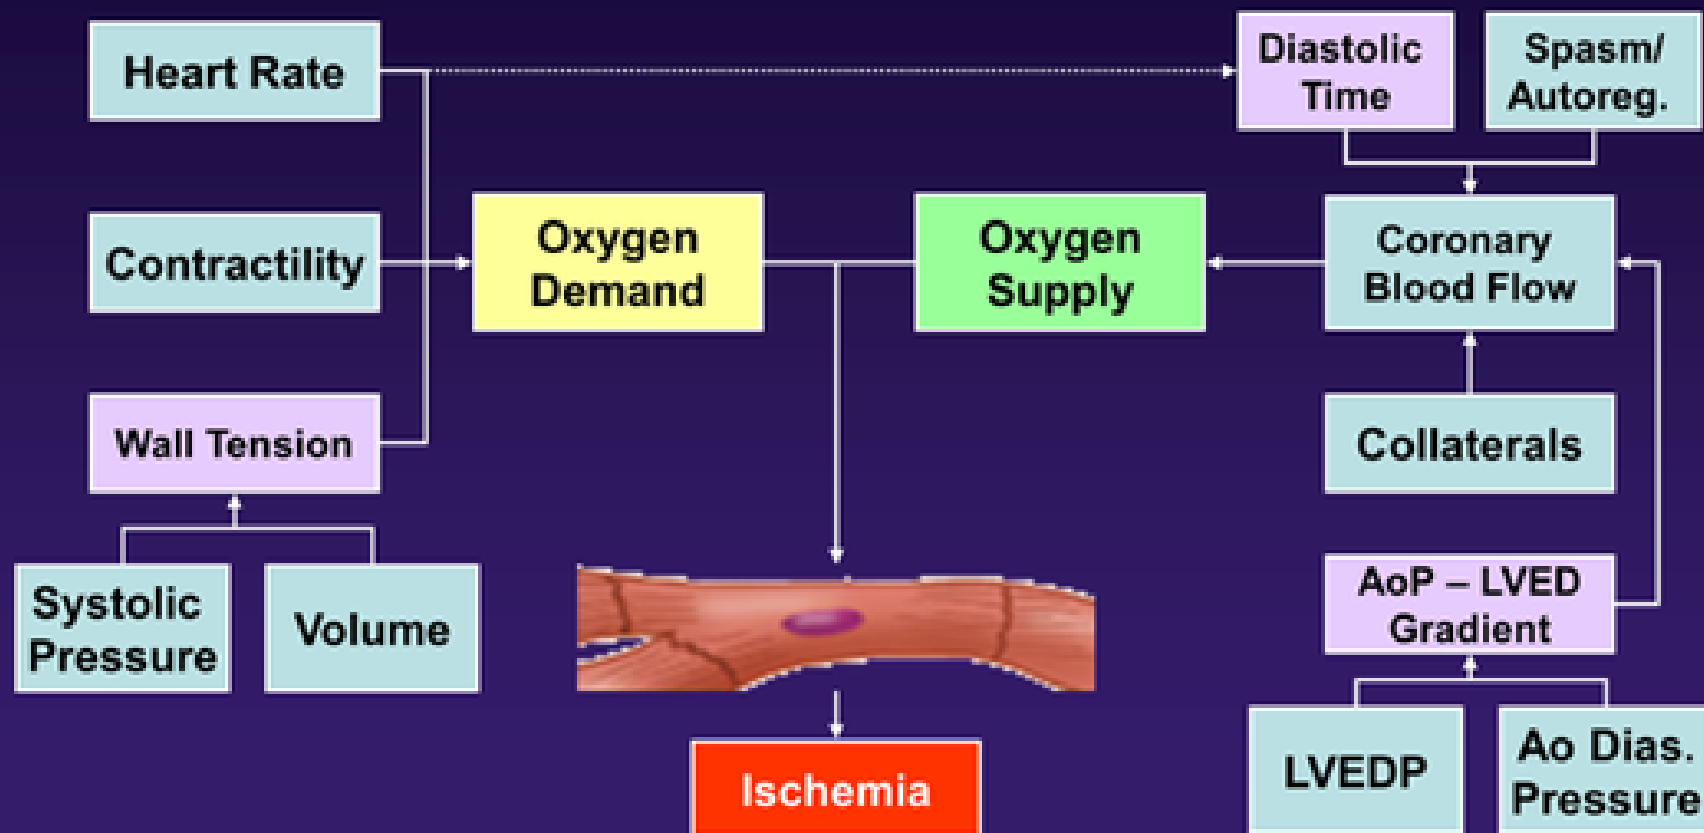 Heart Rate
Diastolic
Time
Spasm/
Autoreg.
Contractility
Oxygen
Demand
Oxygen
Supply
Coronary
Blood Flow
Wall Tension
Collaterals
Systolic
Pressure
Volume
AoP – LVED
Gradient
Ischemia
LVEDP
Ao Dias.
Pressure